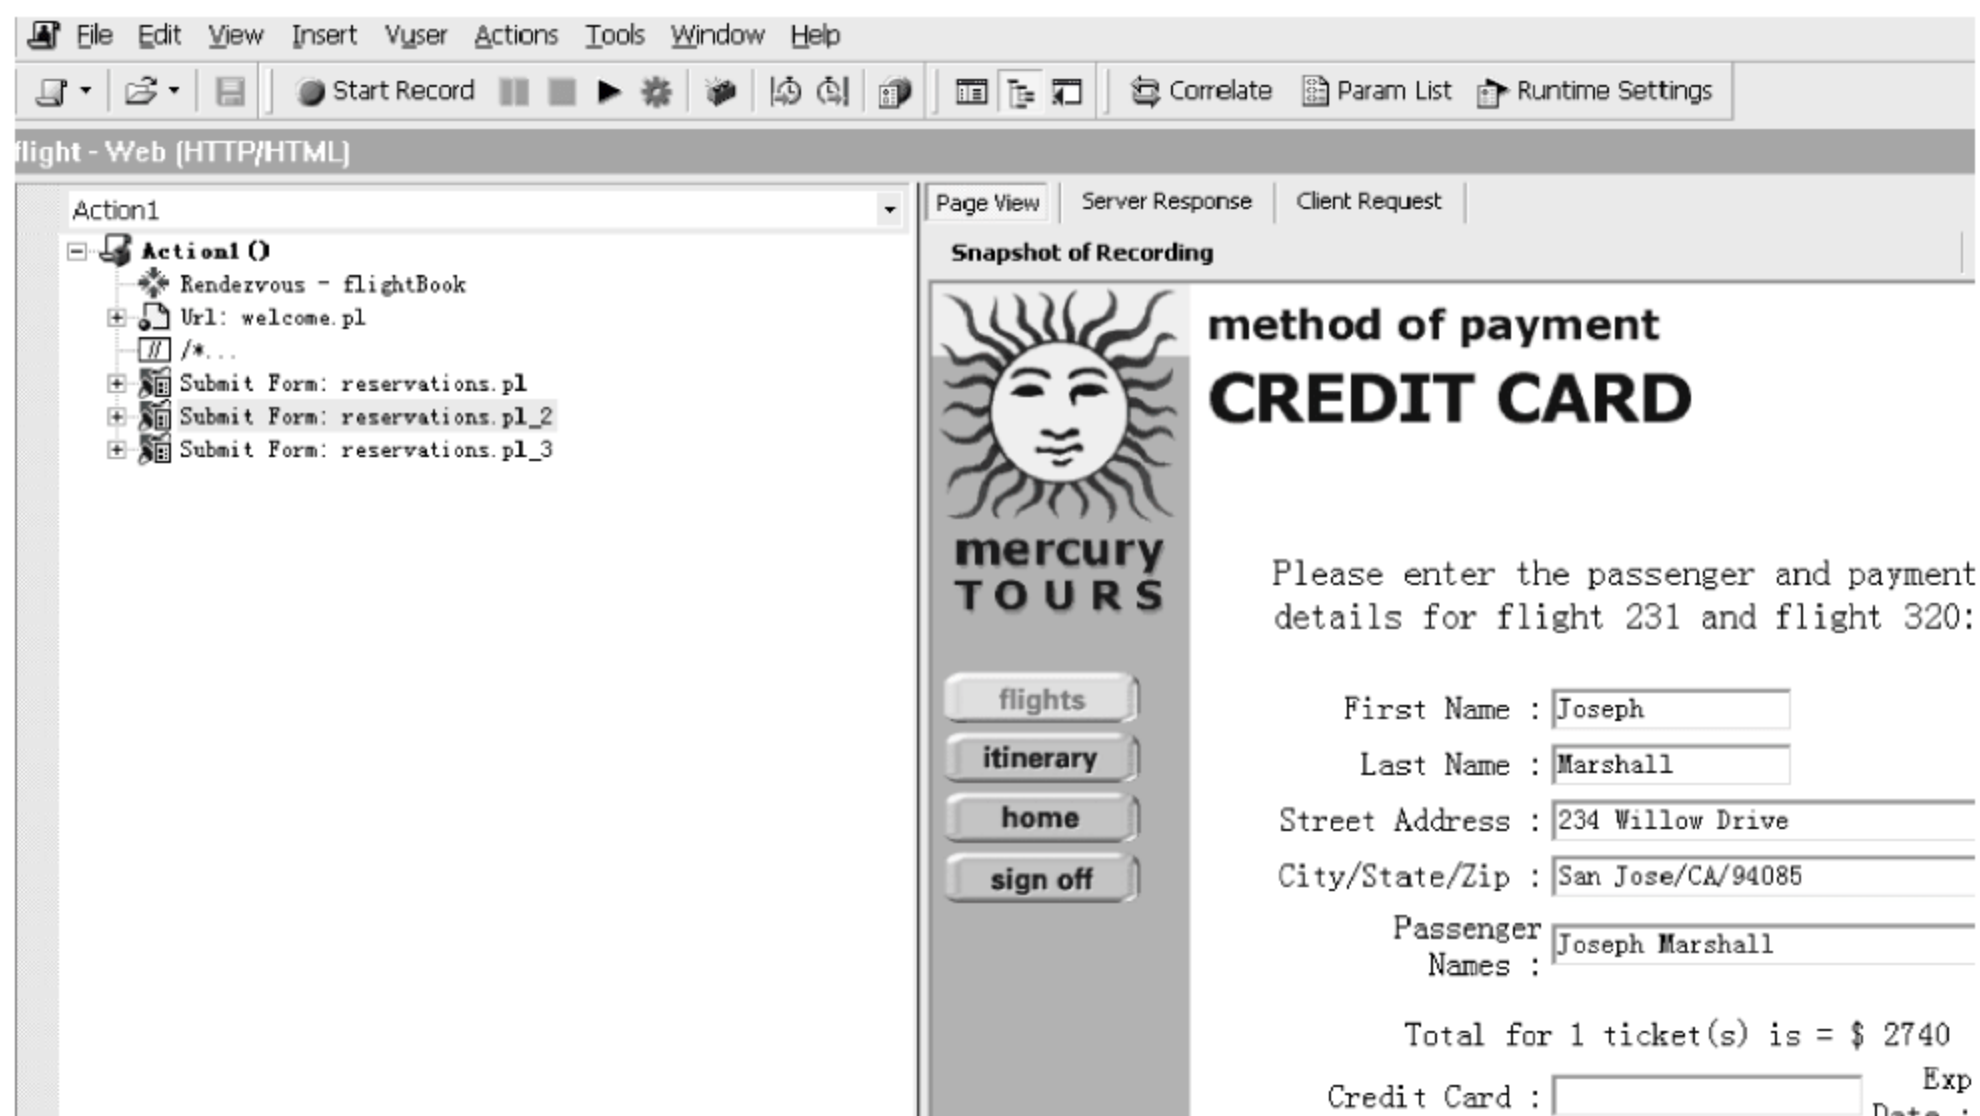 File Edit View Insert Vuser Actions Tools Window Help
Start Record Correlate Param List Runtime Settings
flight - Web (HTTP/HTML)
Action1
Action1 ()
Rendezvous - flightBook
Url: welcome.pl
// /*...
Submit Form: reservations.pl
Submit Form: reservations.pl_2
Submit Form: reservations.pl_3
Page View Server Response Client Request
Snapshot of Recording
mercury
TOURS
flights
itinerary
home
sign off
method of payment
CREDIT CARD
Please enter the passenger and payment
details for flight 231 and flight 320:
First Name : Joseph
Last Name : Marshall
Street Address : 234 Willow Drive
City/State/Zip : San Jose/CA/94085
Passenger
Names : Joseph Marshall
Total for 1 ticket(s) is = $ 2740
Credit Card :
Exp
Date :